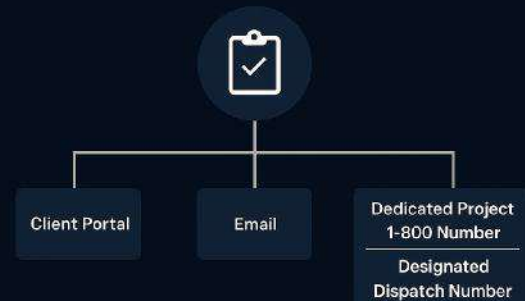 Client Portal
Email
Dedicated Project
1-800 Number
Designated
Dispatch Number